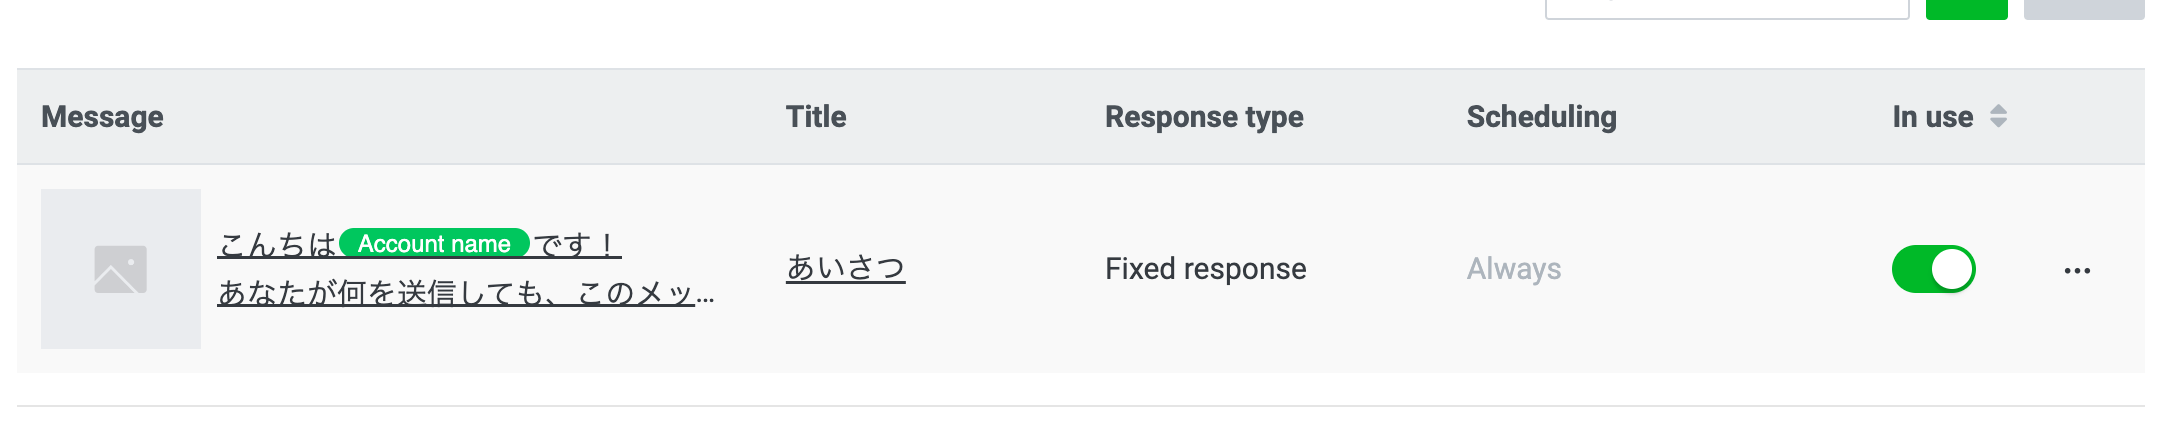 Message Title Response type Scheduling In use
こんちは Account name です！
あなたが何を送信しても、このメッ...
あいさつ Fixed response Always